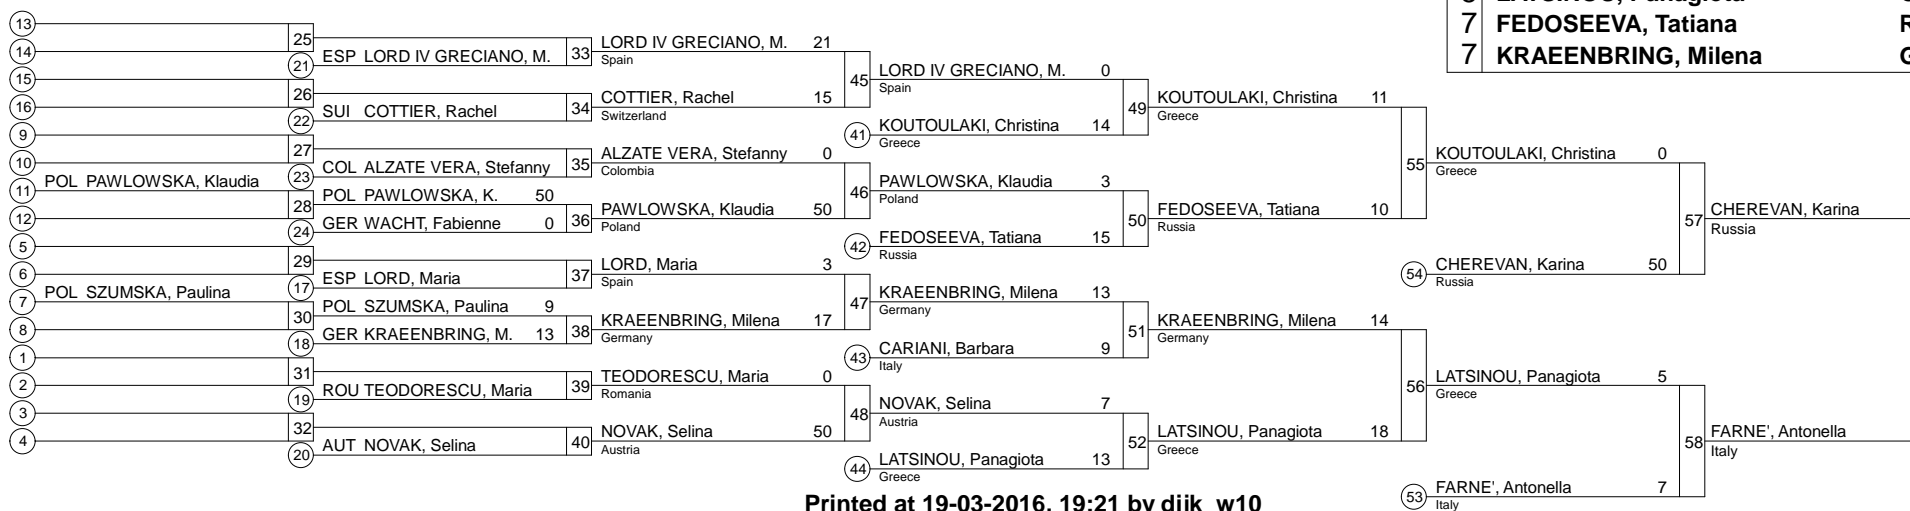 LATSINOU, Panagiota
7 FEDOSEEVA, Tatiana R
7 KRAEENBRING, Milena G
13
14
15
16
9
10
11 POL PAWLOWSKA, Klaudia
12
5
6
7 POL SZUMSKA, Paulina
8
1
2
3
4
25
21 ESP LORD IV GRECIANO, M.
26
22 SUI COTTIER, Rachel
27
23 COL ALZATE VERA, Stefanny
POL PAWLOWSKA, K. 50
28
24 GER WACHT, Fabienne 0
29
17 ESP LORD, Maria
POL SZUMSKA, Paulina 9
30
18 GER KRAEENBRING, M. 13
31
19 ROU TEODORESCU, Maria
32
20 AUT NOVAK, Selina
33 LORD IV GRECIANO, M. 21
Spain
34 COTTIER, Rachel 15
Switzerland
35 ALZATE VERA, Stefanny 0
Colombia
36 PAWLOWSKA, Klaudia 50
Poland
37 LORD, Maria 3
Spain
38 KRAEENBRING, Milena 17
Germany
39 TEODORESCU, Maria 0
Romania
40 NOVAK, Selina 50
Austria
45 LORD IV GRECIANO, M. 0
Spain
41 KOUTOULAKI, Christina 14
Greece
46 PAWLOWSKA, Klaudia 3
Poland
42 FEDOSEEVA, Tatiana 15
Russia
47 KRAEENBRING, Milena 13
Germany
43 CARIANI, Barbara 9
Italy
48 NOVAK, Selina 7
Austria
44 LATSINOU, Panagiota 13
Greece
49 KOUTOULAKI, Christina 11
Greece
50 FEDOSEEVA, Tatiana 10
Russia
51 KRAEENBRING, Milena 14
Germany
52 LATSINOU, Panagiota 18
Greece
55 KOUTOULAKI, Christina 0
Greece
54 CHEREVAN, Karina 50
Russia
56 LATSINOU, Panagiota 5
Greece
53 FARNE', Antonella 7
Italy
57 CHEREVAN, Karina
Russia
58 FARNE', Antonella
Italy
Printed at 19-03-2016, 19:21 by dijk_w10